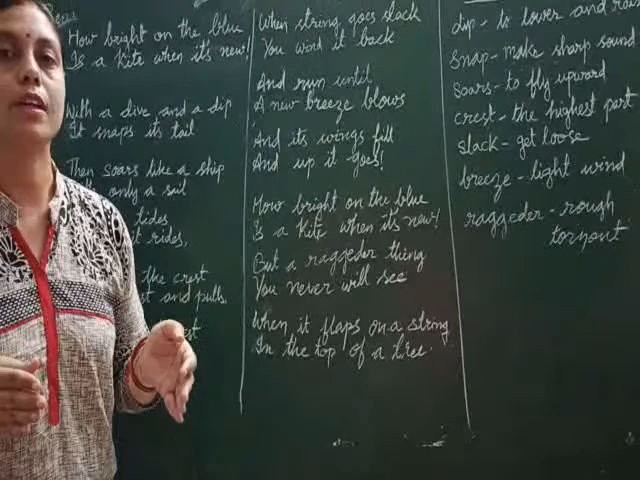 How bright on the blue
Is a kite when it's new!
With a dive and a dip
It snaps its tail
Then soars like a ship
only a sail
tides
it rides,
the crest
and pulls,
When string goes slack
You wind it back
And run until
A new breeze blows
And its wings fill
And up it goes!
How bright on the blue
Is a kite when it's new!
But a raggeder thing
You never will see
When it flaps on a string
In the top of a tree.
dip - to lower and
snap - make sharp sound
soars - to fly upward
crest - the highest part
slack - get loose
breeze - light wind
raggeder - rough
tornout